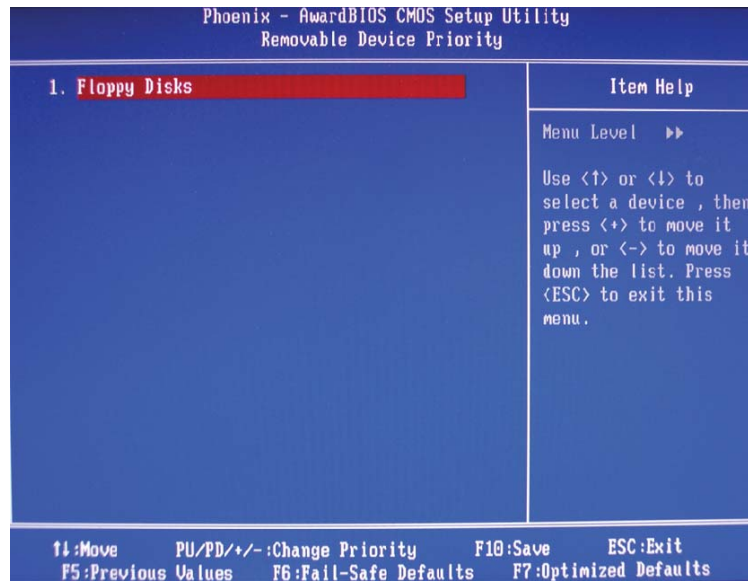 Phoenix - AwardBIOS CMOS Setup Utility
Removable Device Priority
1. Floppy Disks
Item Help
Menu Level ▸▸
Use <↑> or <↓> to
select a device , then
press <+> to move it
up , or <-> to move it
down the list. Press
<ESC> to exit this
menu.
↑↓:Move PU/PD/+/-:Change Priority F10:Save ESC:Exit
F5:Previous Values F6:Fail-Safe Defaults F7:Optimized Defaults